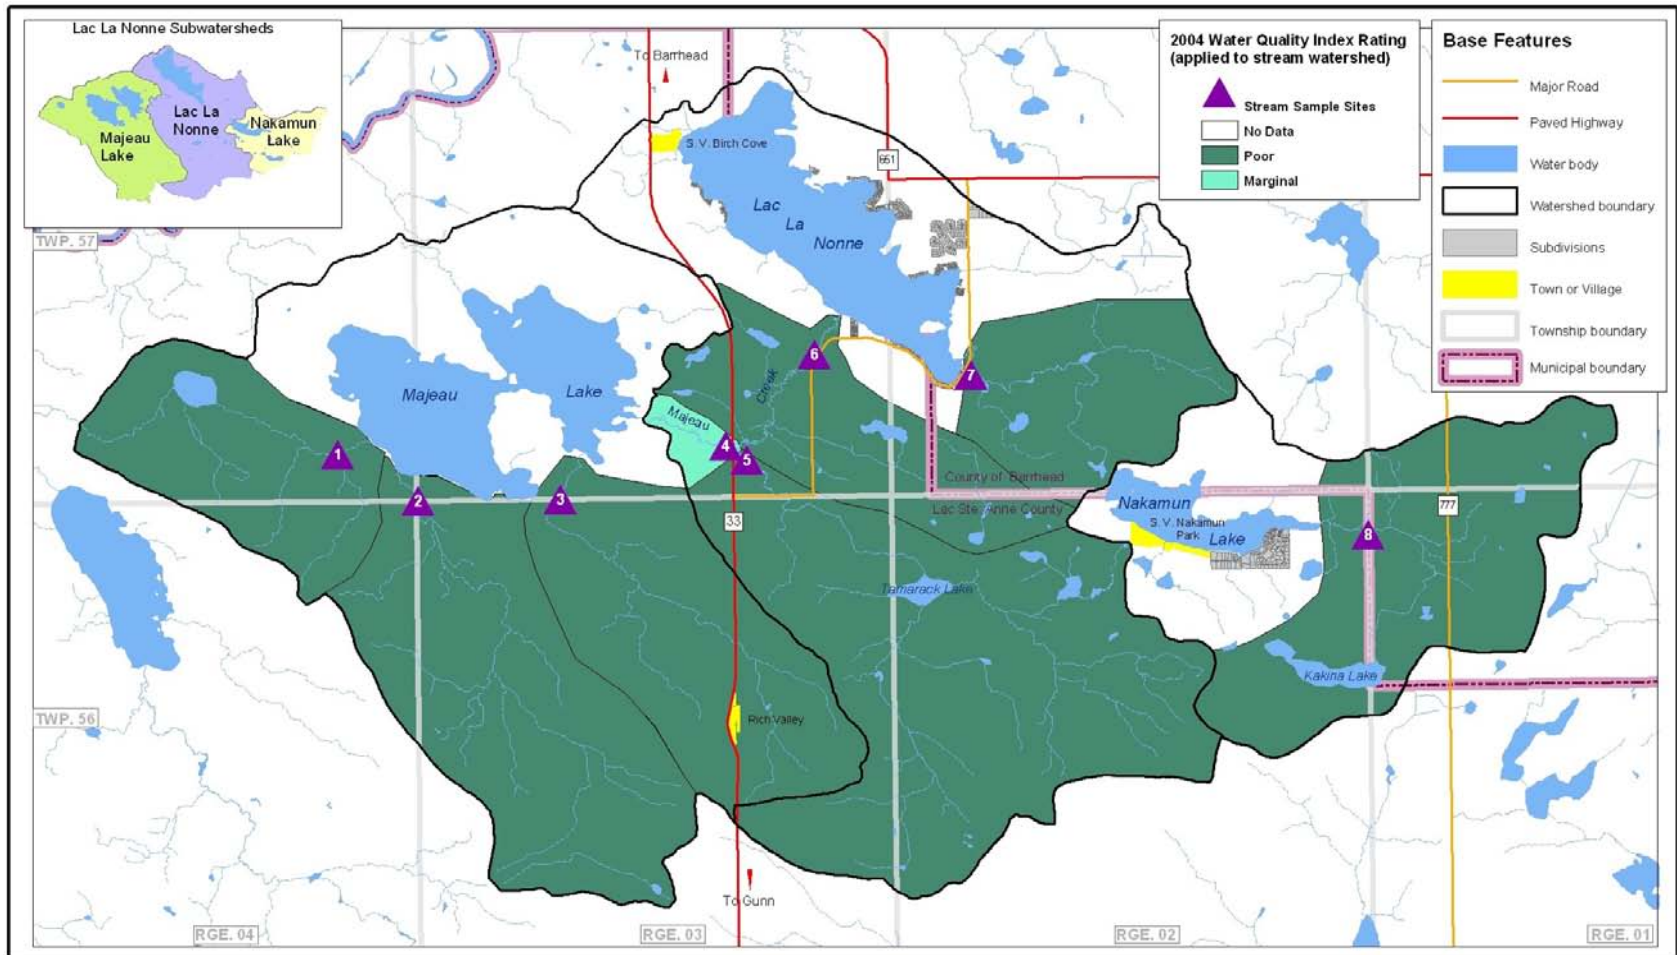 Lac La Nonne Subwatersheds
Lac La
Nonne
Majeau
Lake
Nakamun
Lake
2004 Water Quality Index Rating
(applied to stream watershed)
Stream Sample Sites
No Data
Poor
Marginal
Base Features
Major Road
Paved Highway
Water body
Watershed boundary
Subdivisions
Town or Village
Township boundary
Municipal boundary
To Barrhead
S. V. Birch Cove
651
Lac
La
Nonne
TWP. 57
Majeau
Lake
Majeau
Creek
1
2
3
4
5
6
7
8
33
777
County of Barrhead
Lac Ste. Anne County
Nakamun
S. V. Nakamun
Park
Lake
Tamarack Lake
Kakina Lake
Rich Valley
TWP. 56
To Gunn
RGE. 04
RGE. 03
RGE. 02
RGE. 01